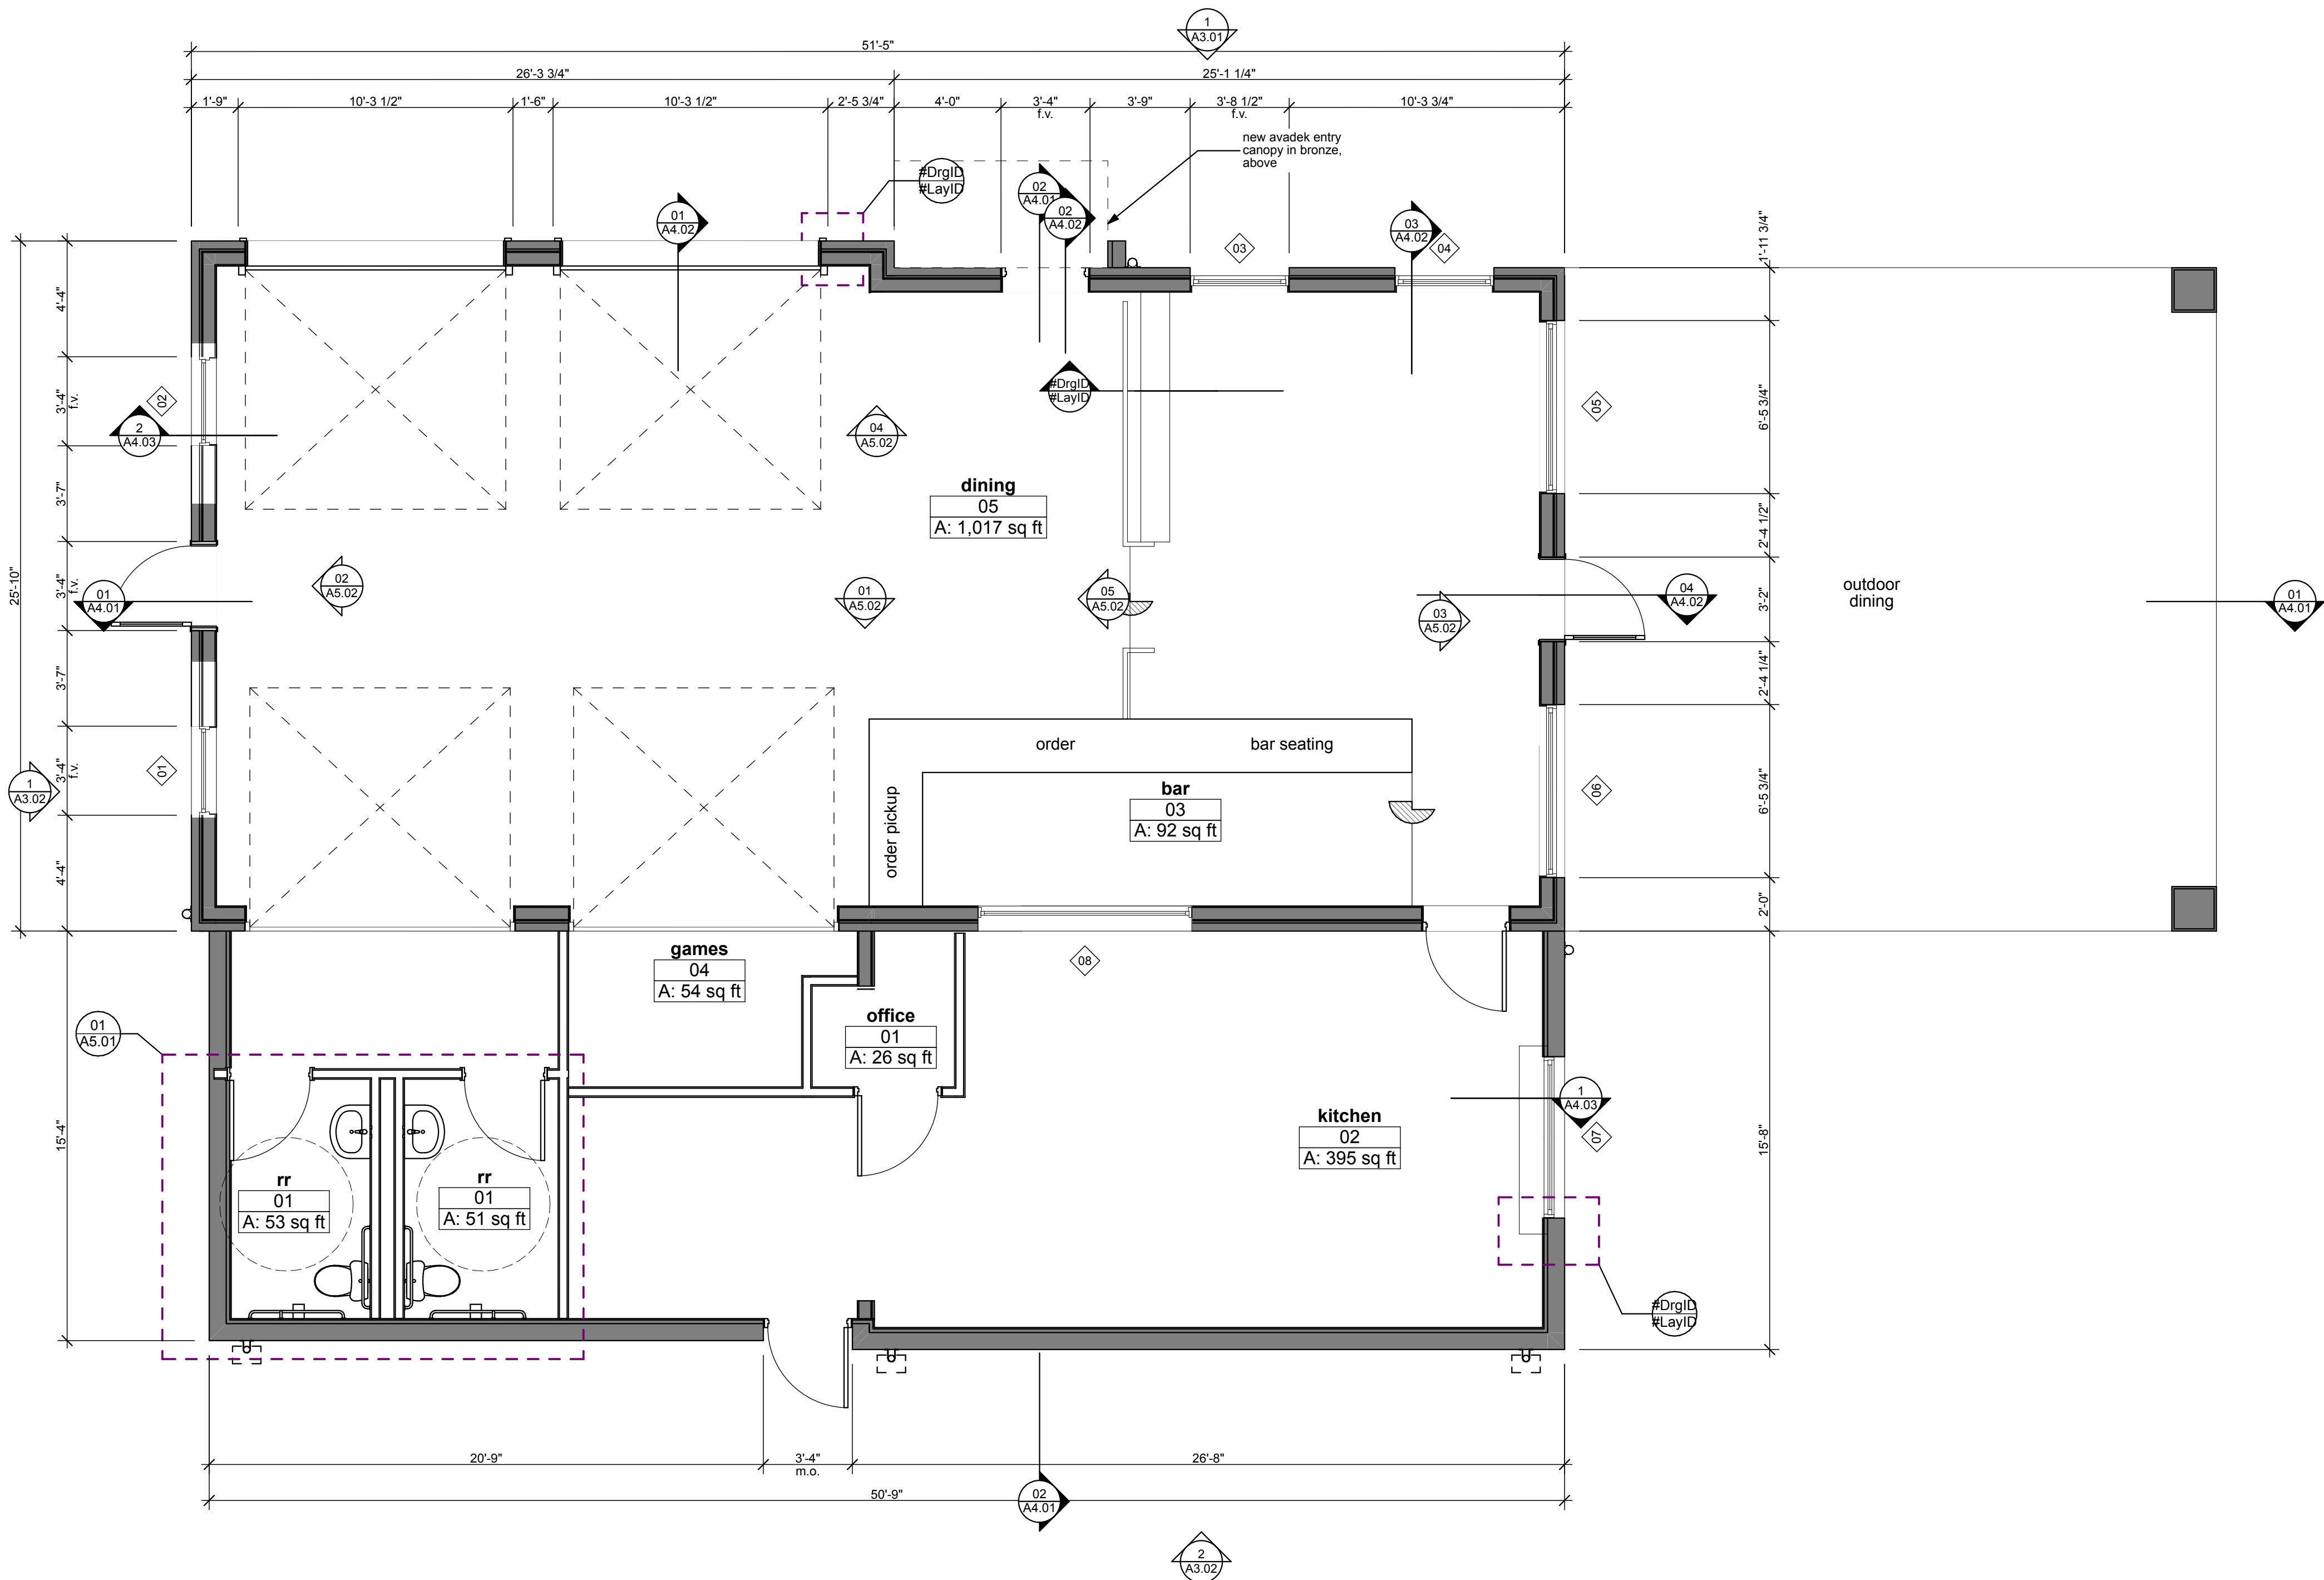 1
A3.01
51'-5"
26'-3 3/4"
25'-1 1/4"
1'-9"
10'-3 1/2"
1'-6"
10'-3 1/2"
2'-5 3/4"
4'-0"
3'-4"
f.v.
3'-9"
3'-8 1/2"
f.v.
10'-3 3/4"
new avadek entry
canopy in bronze,
above
#DrgID
#LayID
01
A4.02
02
A4.01
02
A4.02
03
A4.02
03
04
1'-11 3/4"
4'-4"
3'-4"
f.v.
02
2
A4.03
3'-7"
25'-10"
3'-4"
f.v.
01
A4.01
3'-7"
3'-4"
f.v.
01
1
A3.02
4'-4"
15'-4"
#DrgID
#LayID
04
A5.02
dining
05
A: 1,017 sq ft
02
A5.02
01
A5.02
05
A5.02
03
A5.02
05
6'-5 3/4"
2'-4 1/2"
3'-2"
04
A4.02
outdoor
dining
01
A4.01
2'-4 1/4"
06
6'-5 3/4"
2'-0"
order
bar seating
order pickup
bar
03
A: 92 sq ft
games
04
A: 54 sq ft
08
office
01
A: 26 sq ft
01
A5.01
kitchen
02
A: 395 sq ft
1
A4.03
07
15'-8"
rr
01
A: 53 sq ft
rr
01
A: 51 sq ft
#DrgID
#LayID
20'-9"
3'-4"
m.o.
26'-8"
50'-9"
02
A4.01
2
A3.02